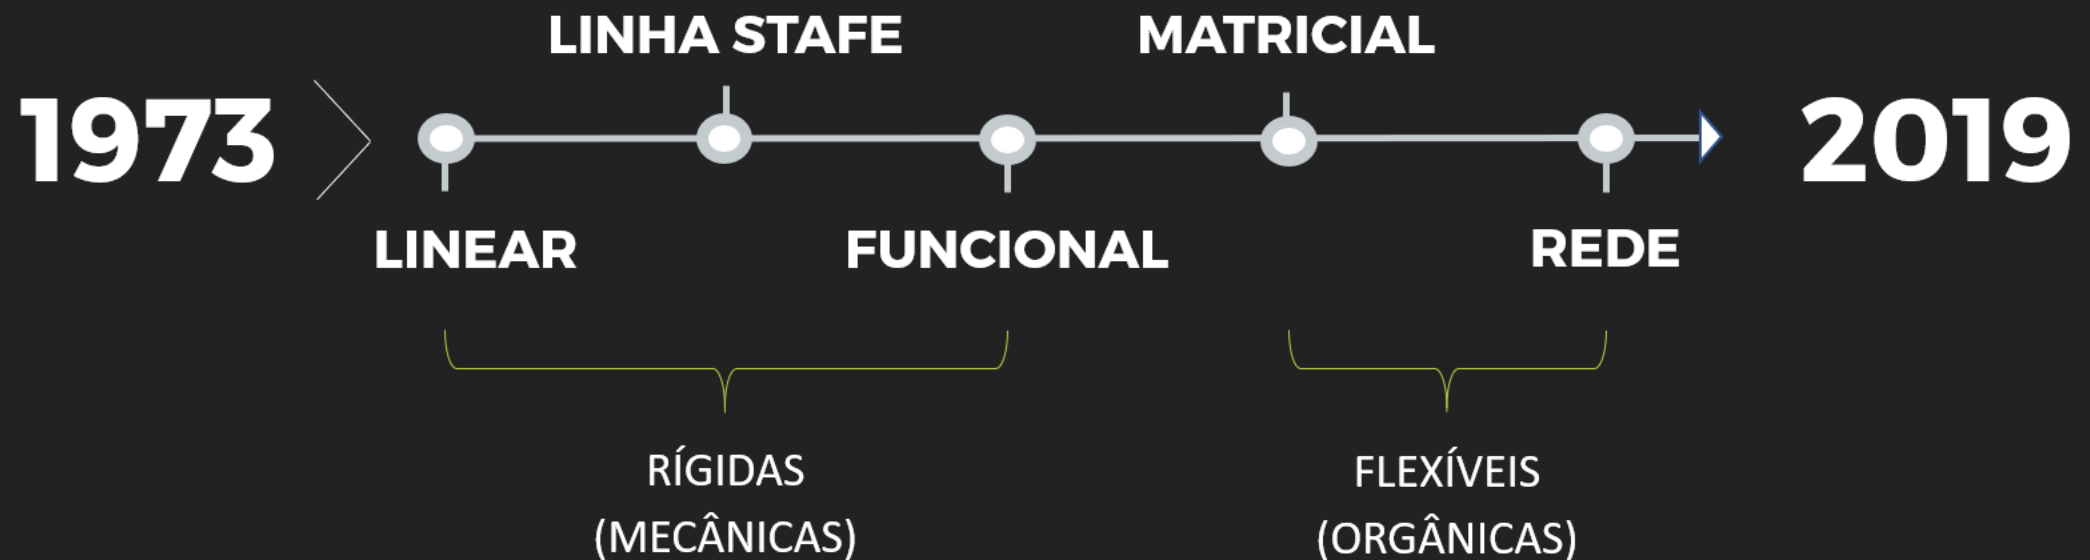 LINHA STAFE
MATRICIAL
1973
2019
LINEAR
FUNCIONAL
REDE
RÍGIDAS
(MECÂNICAS)
FLEXÍVEIS
(ORGÂNICAS)